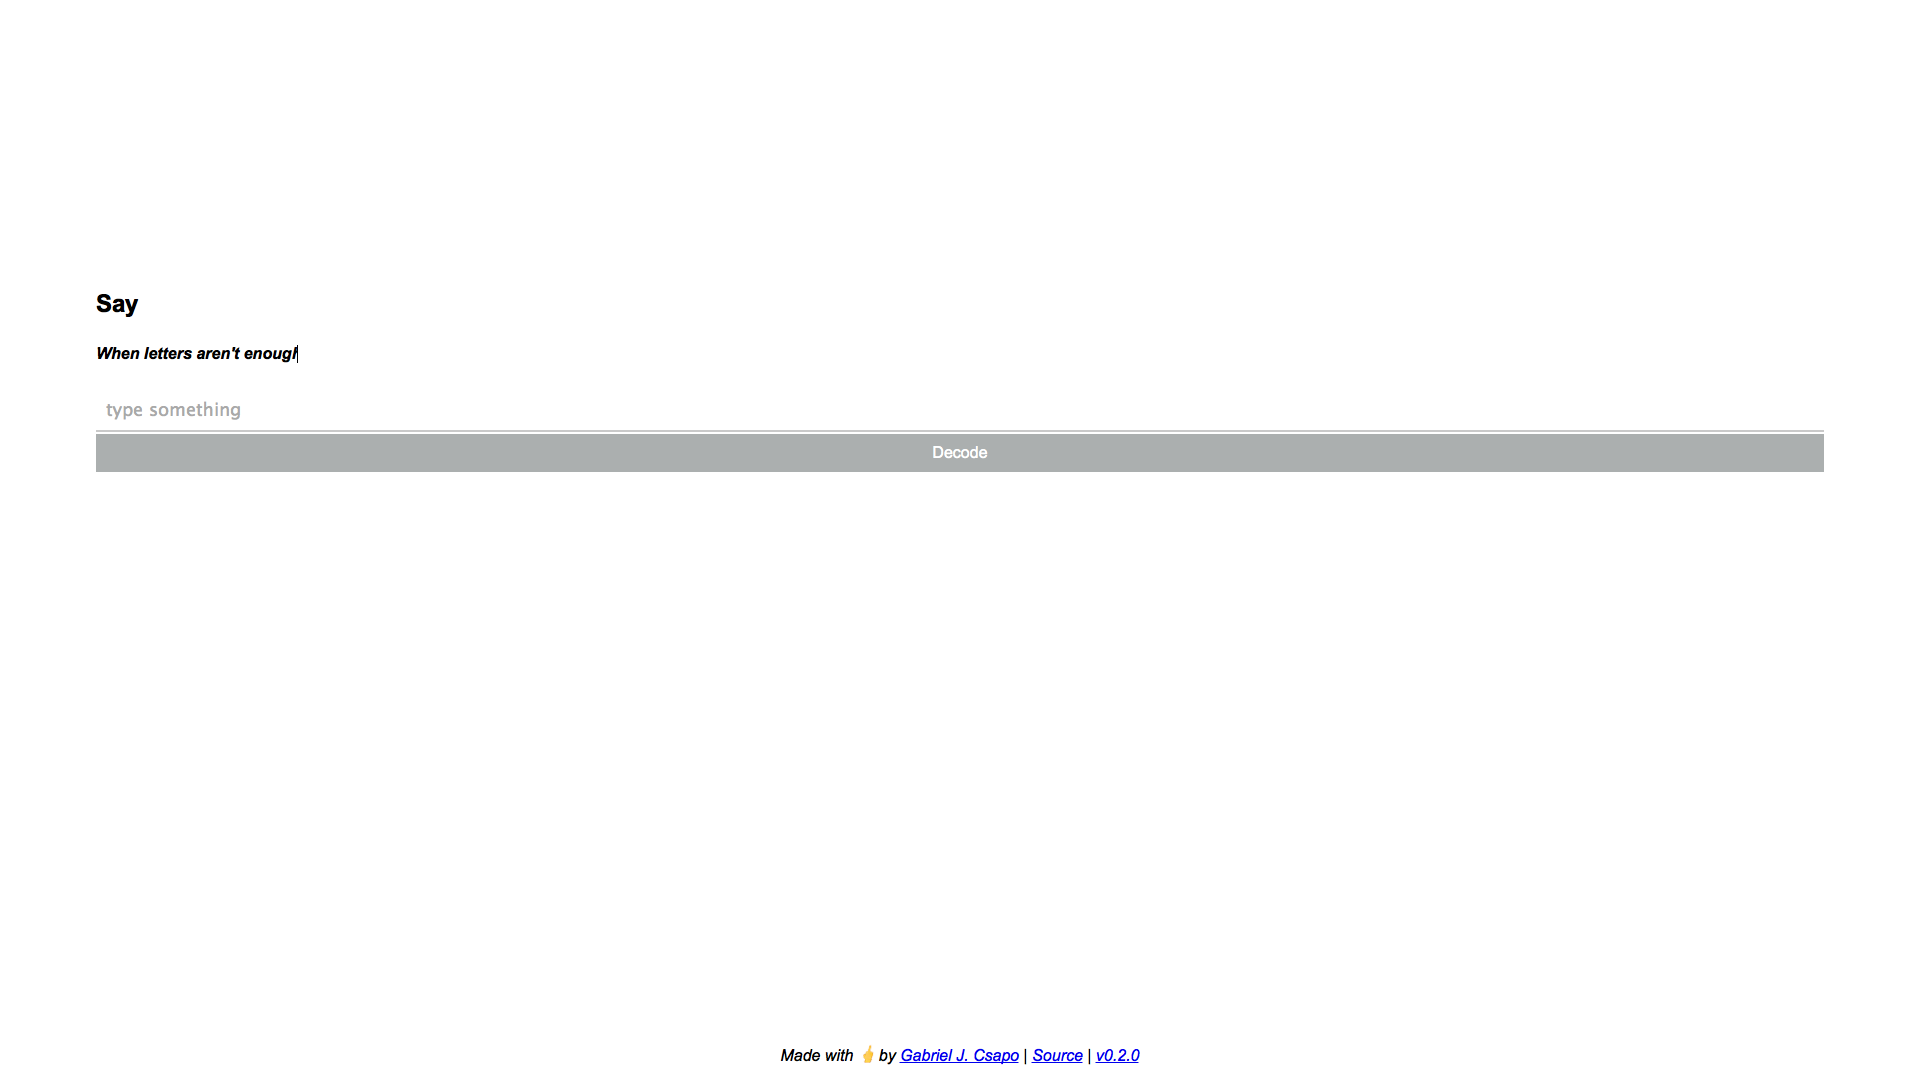 Say
When letters aren't enough
type something
Decode
Made with 🖕 by Gabriel J. Csapo | Source | v0.2.0